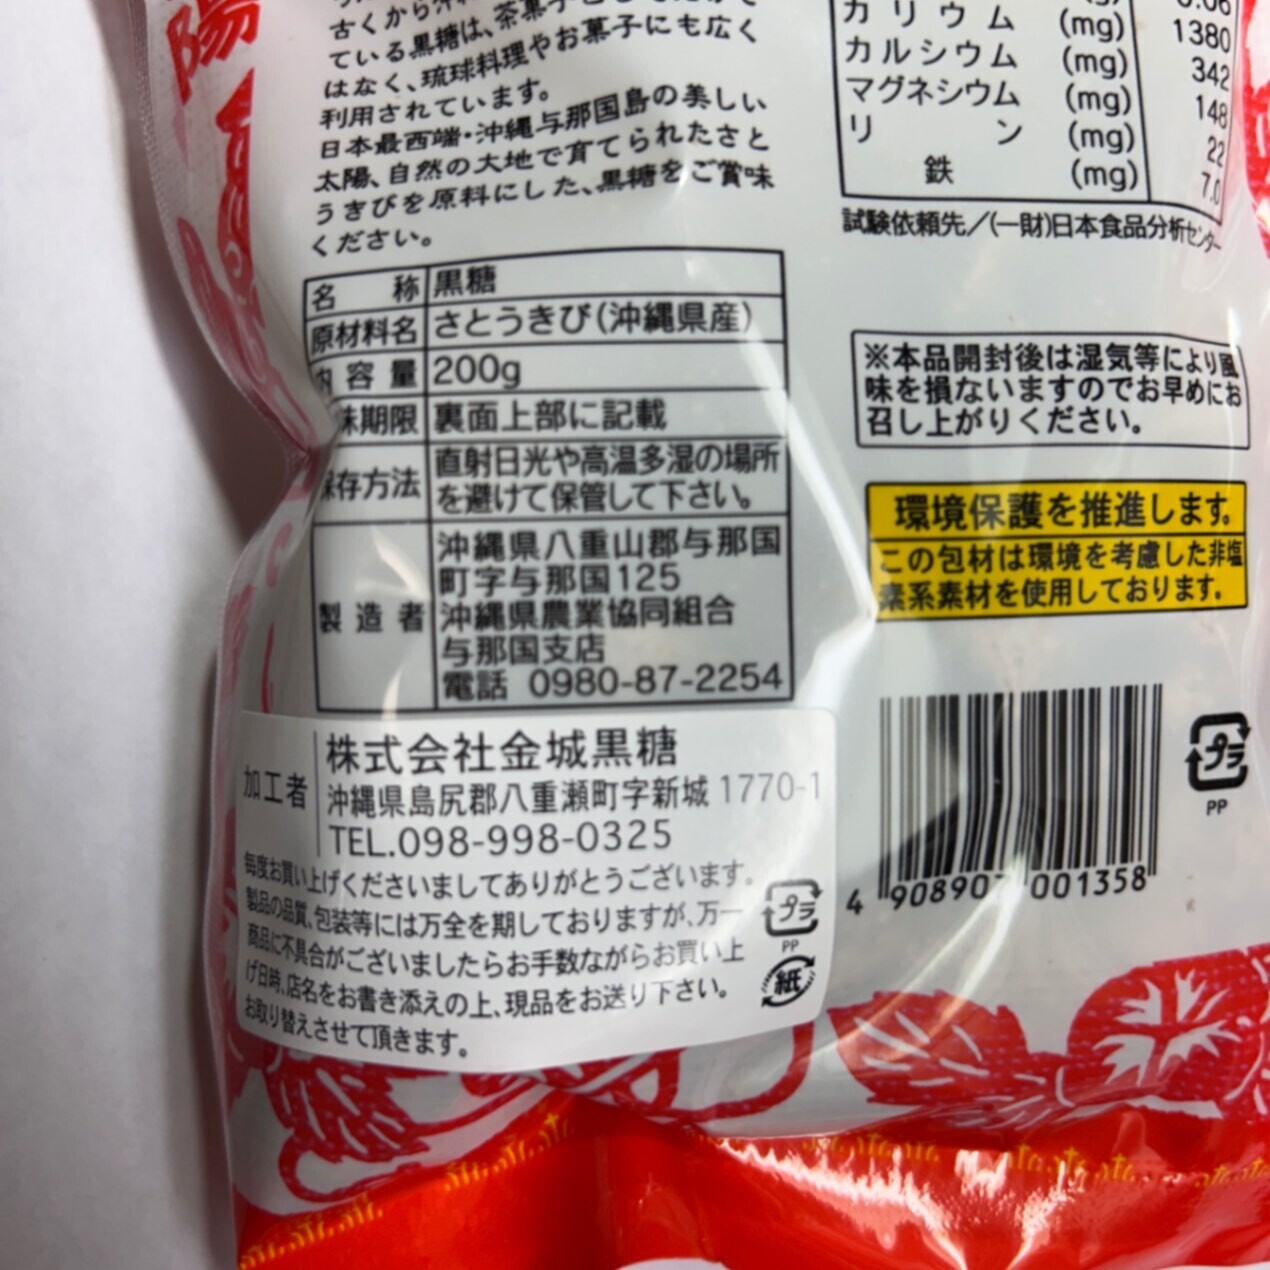 陽
古くから沖
ている黒糖は、茶菓子と
はなく、琉球料理やお菓子にも広く
利用されています。
日本最西端・沖縄与那国島の美しい
太陽、自然の大地で育てられたさと
うきびを原料にした、黒糖をご賞味
ください。
カリウム (mg) 1380
カルシウム (mg) 342
マグネシウム (mg) 148
リン (mg) 22
鉄 (mg) 7.0
試験依頼先／(一財)日本食品分析センター
名称 黒糖
原材料名 さとうきび(沖縄県産)
内容量 200g
味期限 裏面上部に記載
保存方法 直射日光や高温多湿の場所
を避けて保管して下さい。
製造者 沖縄県八重山郡与那国
町字与那国125
沖縄県農業協同組合
与那国支店
電話 0980-87-2254
※本品開封後は湿気等により風
味を損ないますのでお早めにお
召し上がりください。
環境保護を推進します。
この包材は環境を考慮した非塩
素系素材を使用しております。
加工者 株式会社金城黒糖
沖縄県島尻郡八重瀬町字新城 1770-1
TEL.098-998-0325
毎度お買い上げくださいましてありがとうございます。
製品の品質、包装等には万全を期しておりますが、万一
商品に不具合がございましたらお手数ながらお買い上
げ日時、店名をお書き添えの上、現品をお送り下さい。
お取り替えさせて頂きます。
プラ
PP
紙
4 908907 001358
プラ
PP